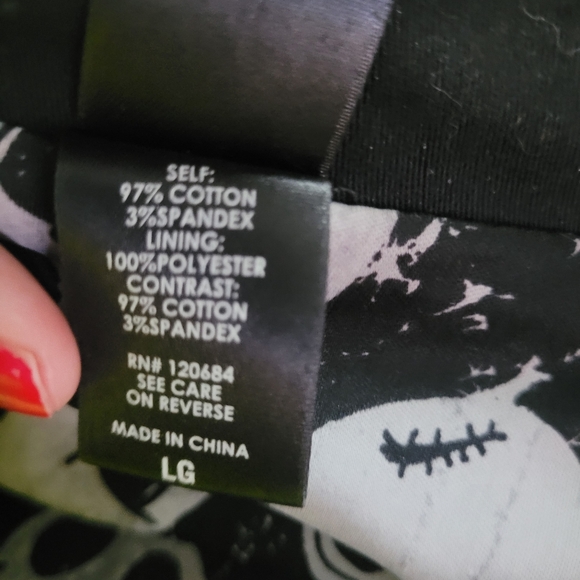 SELF:
97% COTTON
3%SPANDEX
LINING:
100%POLYESTER
CONTRAST:
97% COTTON
3%SPANDEX
RN# 120684
SEE CARE
ON REVERSE
MADE IN CHINA
LG